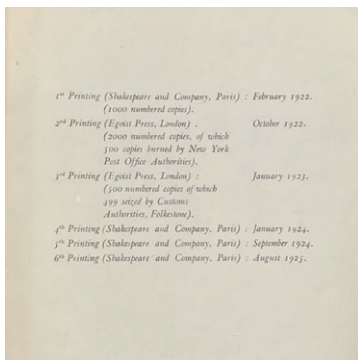 1st Printing (Shakespeare and Company, Paris) : February 1922.
(1000 numbered copies).
2nd Printing (Egoist Press, London) : October 1922.
(2000 numbered copies, of which
500 copies burned by New York
Post Office Authorities).
3rd Printing (Egoist Press, London) : January 1923.
(500 numbered copies of which
499 seized by Customs
Authorities, Folkestone).
4th Printing (Shakespeare and Company, Paris) : January 1924.
5th Printing (Shakespeare and Company, Paris) : September 1924.
6th Printing (Shakespeare and Company, Paris) : August 1925.